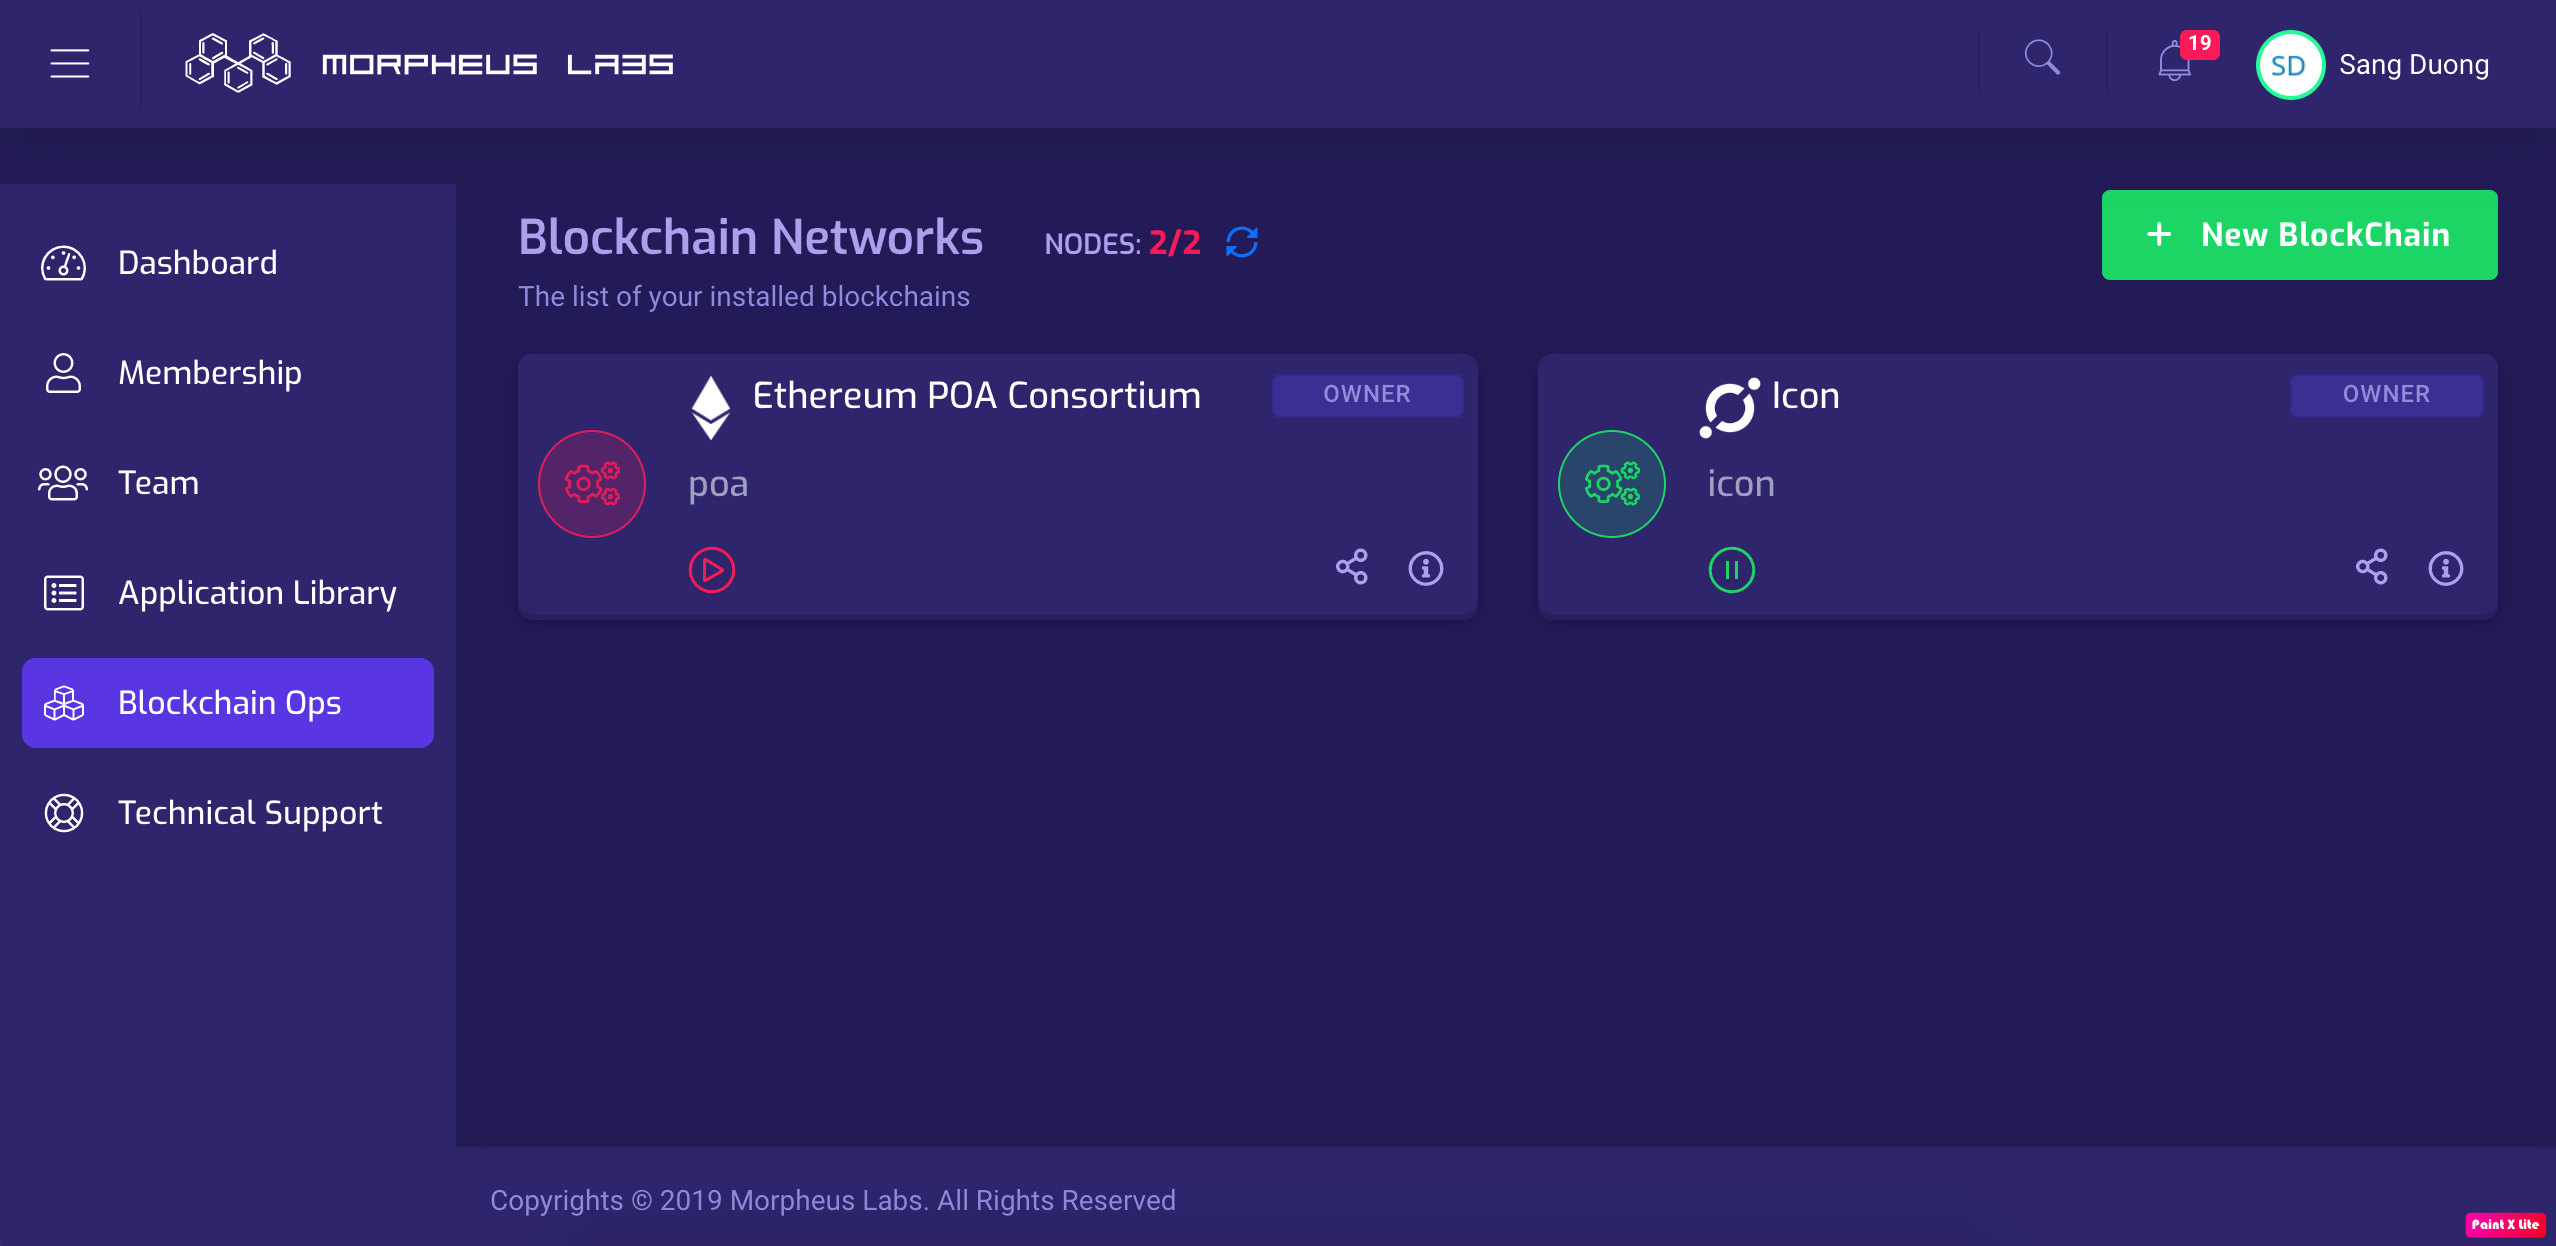 MORPHEUS LABS
19
SD
Sang Duong
Dashboard
Membership
Team
Application Library
Blockchain Ops
Technical Support
Blockchain Networks
NODES: 2/2
The list of your installed blockchains
+ New BlockChain
Ethereum POA Consortium
OWNER
poa
Icon
OWNER
icon
Copyrights © 2019 Morpheus Labs. All Rights Reserved
Paint X Lite